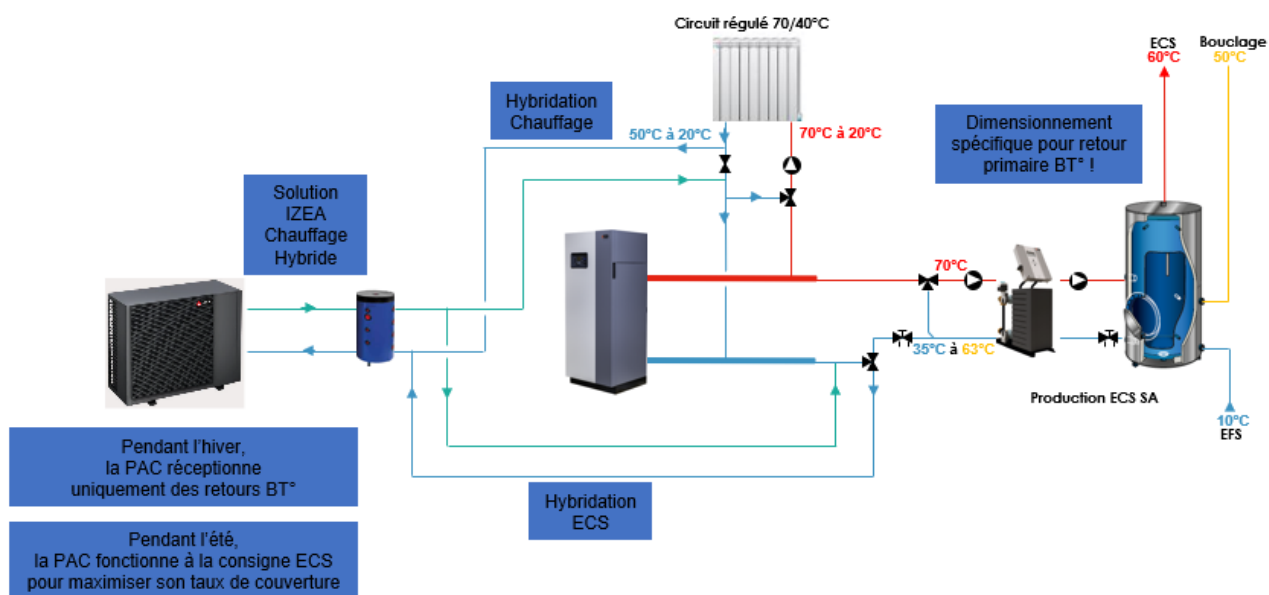 Circuit régulé 70/40°C
ECS
60°C
Bouclage
50°C
Hybridation
Chauffage
50°C à 20°C
70°C à 20°C
Dimensionnement
spécifique pour retour
primaire BT° !
Solution
IZEA
Chauffage
Hybride
70°C
35°C à 63°C
Production ECS SA
10°C
EFS
Pendant l'hiver,
la PAC réceptionne
uniquement des retours BT°
Hybridation
ECS
Pendant l'été,
la PAC fonctionne à la consigne ECS
pour maximiser son taux de couverture